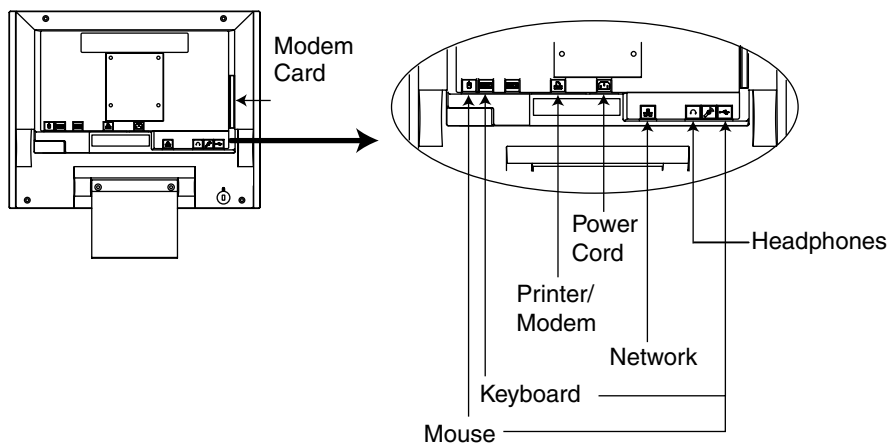 Modem
Card
Power
Cord
Headphones
Printer/
Modem
Network
Keyboard
Mouse